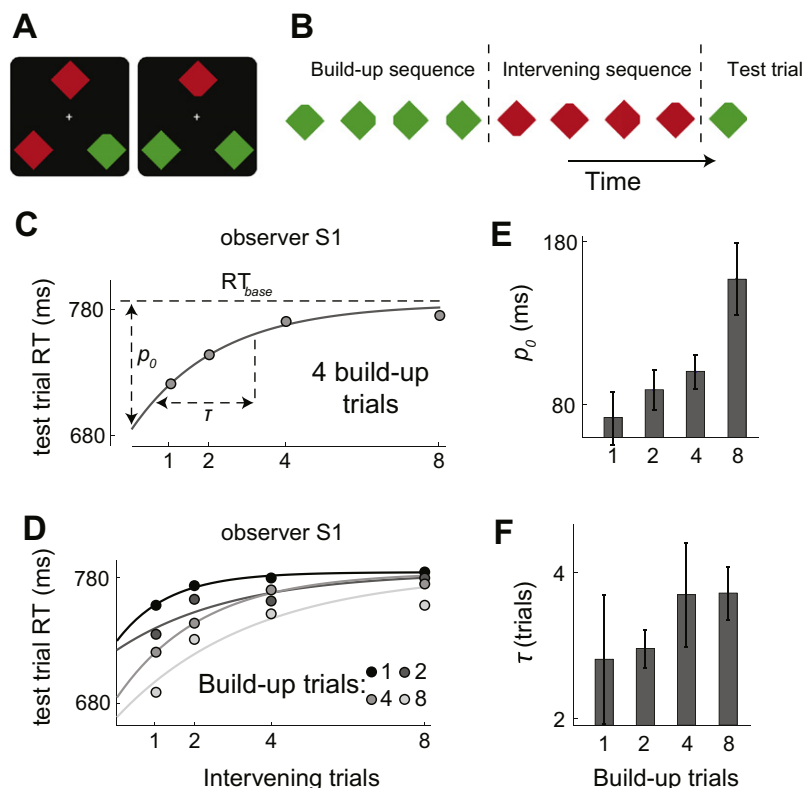 A
B
Build-up sequence
Intervening sequence
Test trial
Time
C
observer S1
test trial RT (ms)
780
680
RTbase
p0
τ
4 build-up
trials
1 2 4 8
D
observer S1
test trial RT (ms)
780
680
Build-up trials: 1 2
4 8
1 2 4 8
Intervening trials
E
p0 (ms)
180
80
1 2 4 8
F
τ (trials)
4
2
1 2 4 8
Build-up trials